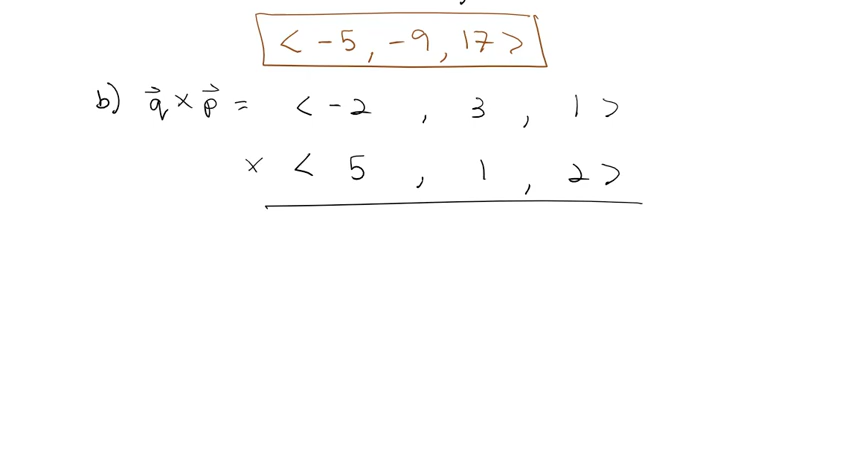 < -5 , -9 , 17 >
b) q⃗ × p⃗ = < -2 , 3 , 1 >
× < 5 , 1 , 2 >